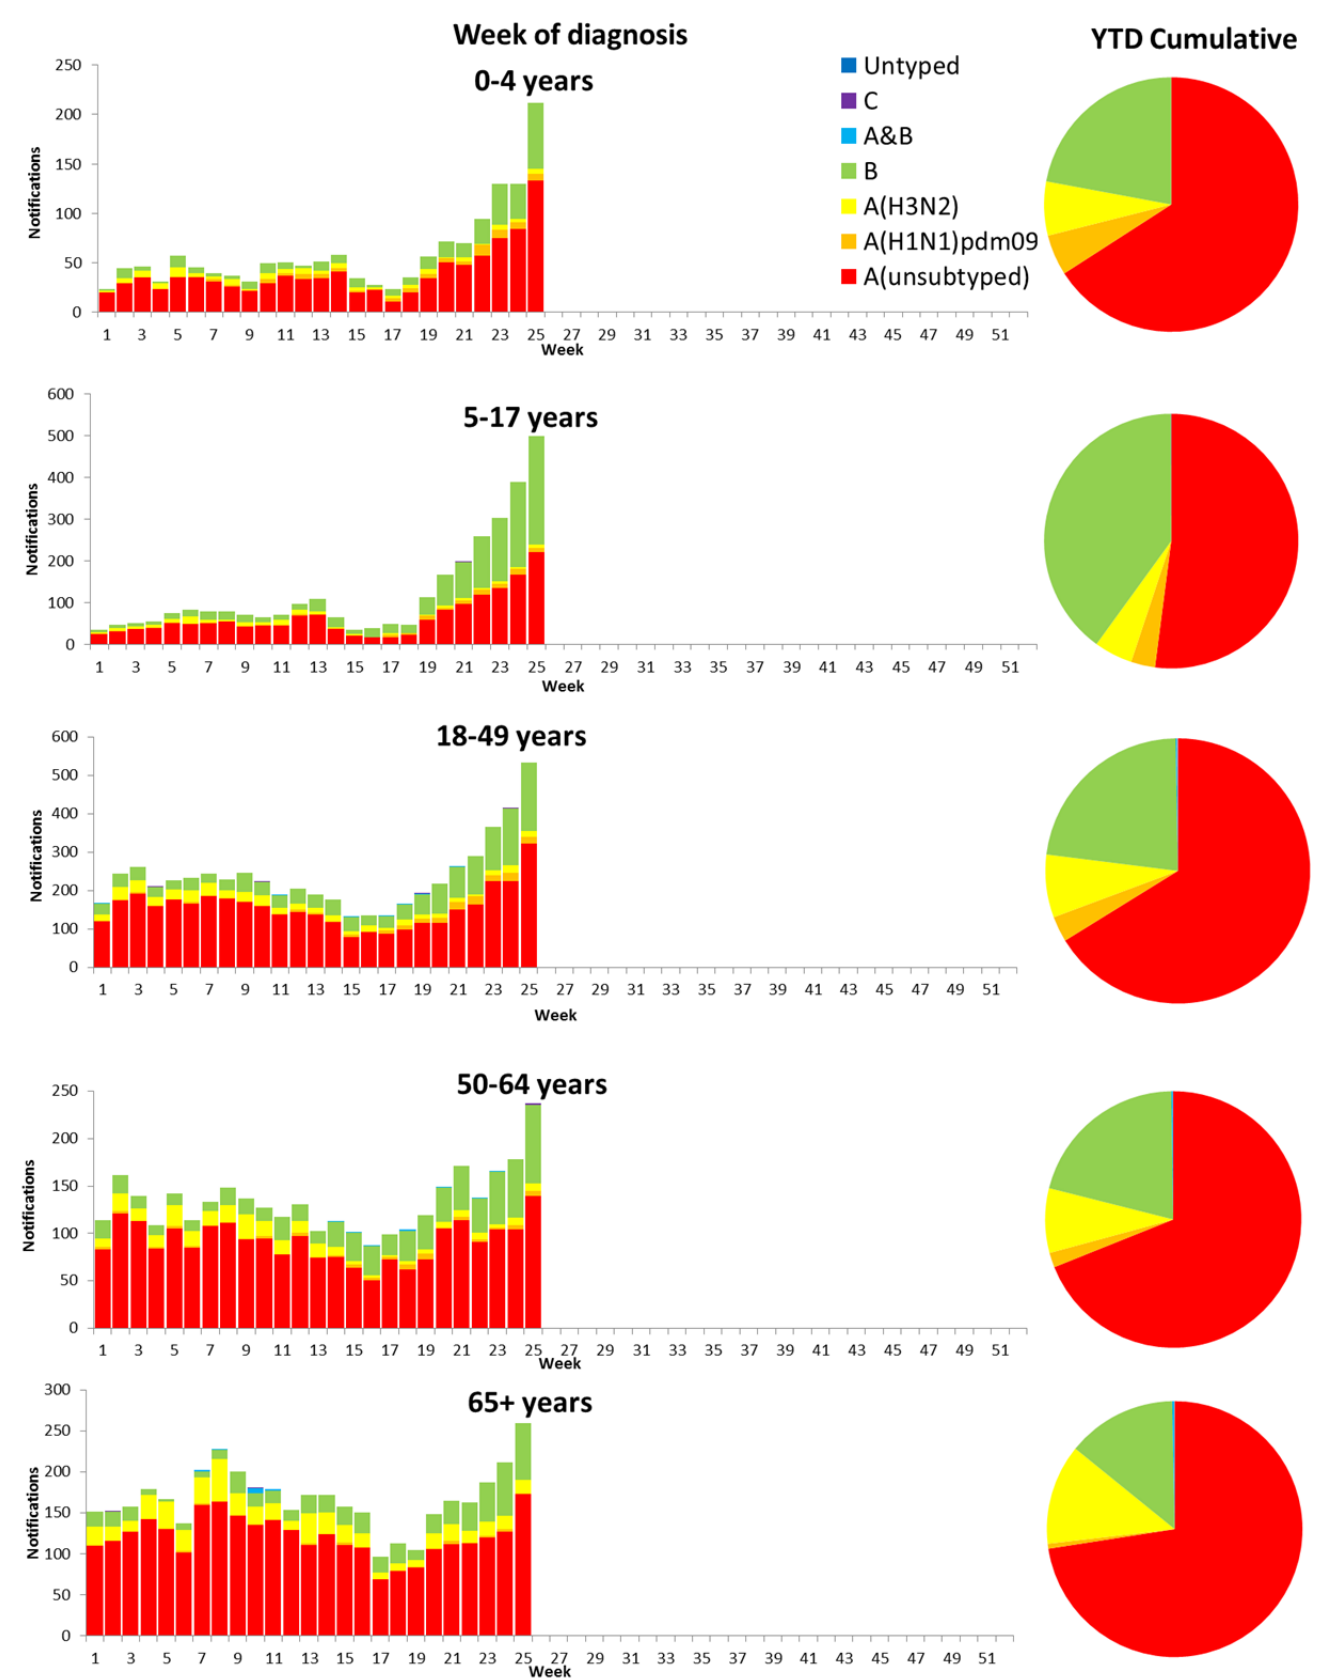 Week of diagnosis
YTD Cumulative
0-4 years
Untyped
C
A&B
B
A(H3N2)
A(H1N1)pdm09
A(unsubtyped)
Notifications
250
200
150
100
50
0
1 3 5 7 9 11 13 15 17 19 21 23 25 27 29 31 33 35 37 39 41 43 45 47 49 51
Week
5-17 years
Notifications
600
500
400
300
200
100
0
1 3 5 7 9 11 13 15 17 19 21 23 25 27 29 31 33 35 37 39 41 43 45 47 49 51
Week
18-49 years
Notifications
600
500
400
300
200
100
0
1 3 5 7 9 11 13 15 17 19 21 23 25 27 29 31 33 35 37 39 41 43 45 47 49 51
Week
50-64 years
Notifications
250
200
150
100
50
0
1 3 5 7 9 11 13 15 17 19 21 23 25 27 29 31 33 35 37 39 41 43 45 47 49 51
Week
65+ years
Notifications
300
250
200
150
100
50
0
1 3 5 7 9 11 13 15 17 19 21 23 25 27 29 31 33 35 37 39 41 43 45 47 49 51
Week